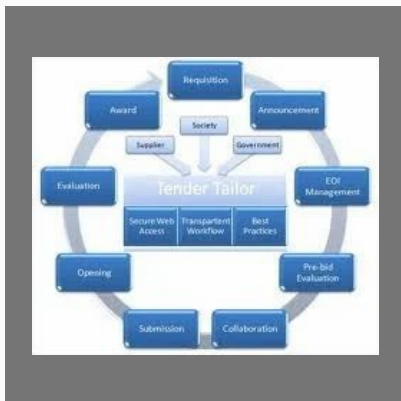 Requisition
Award
Announcement
Society
Supplier
Government
Evaluation
Tender Tailor
EOI
Management
Secure Web
Access
Transpartent
Workflow
Best
Practices
Opening
Pre-bid
Evaluation
Submission
Collaboration